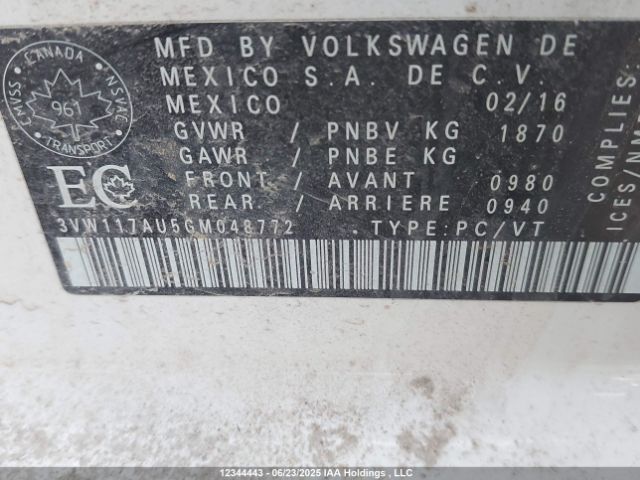 MFD BY VOLKSWAGEN DE
MEXICO S.A. DE C.V.
MEXICO 02/16
GVWR / PNBV KG 1870
GAWR / PNBE KG
FRONT / AVANT 0980
REAR. / ARRIERE 0940
3VW117AU5GM048772 TYPE:PC/VT
CANADA
CMVSS NSVAC
961
TRANSPORT
EC
COMPLIES
ICES/NM
12344443 - 06/23/2025 IAA Holdings , LLC